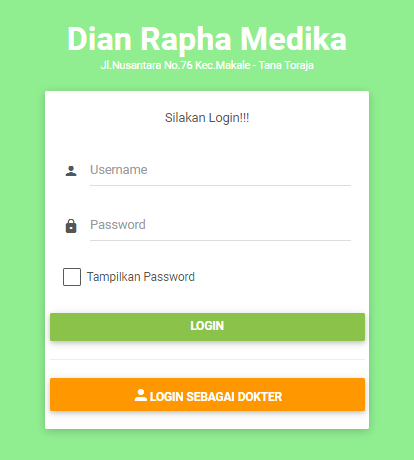 Dian Rapha Medika
Jl.Nusantara No.76 Kec.Makale - Tana Toraja
Silakan Login!!!
Username
Password
Tampilkan Password
LOGIN
LOGIN SEBAGAI DOKTER